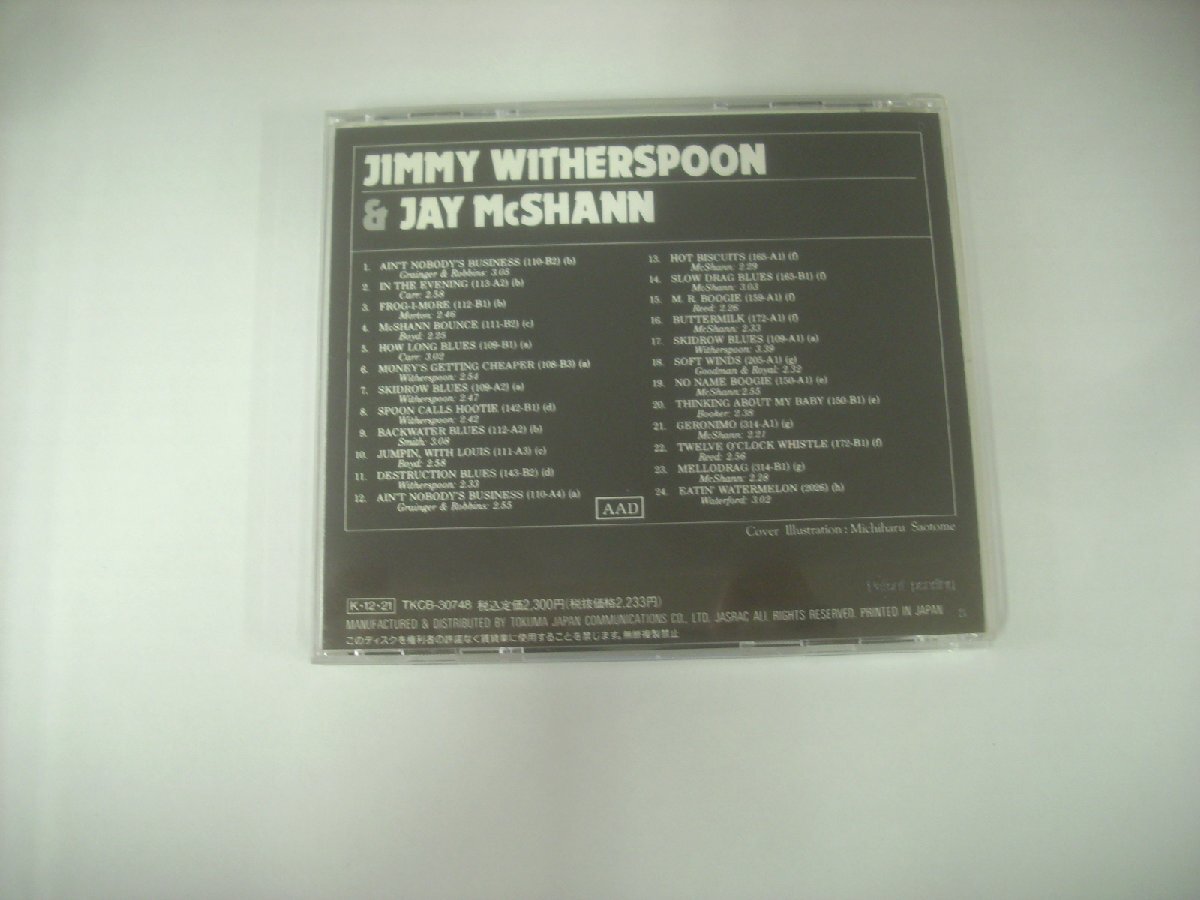 JIMMY WITHERSPOON
& JAY McSHANN
1. AIN'T NOBODY'S BUSINESS (110-B2) (b)
Grainger & Robbins: 3.05
2. IN THE EVENING (113-A2) (b)
Carr: 2.58
3. FROG-I-MORE (112-B1) (b)
Morton: 2.46
4. McSHANN BOUNCE (111-B2) (c)
Boyd: 2.25
5. HOW LONG BLUES (109-B1) (a)
Carr: 3.02
6. MONEY'S GETTING CHEAPER (108-B3) (a)
Witherspoon: 2.54
7. SKIDROW BLUES (109-A2) (a)
Witherspoon: 2.47
8. SPOON CALLS HOOTIE (142-B1) (d)
Witherspoon: 2.42
9. BACKWATER BLUES (112-A2) (b)
Smith: 3.08
10. JUMPIN, WITH LOUIS (111-A3) (c)
Boyd: 2.58
11. DESTRUCTION BLUES (143-B2) (d)
Witherspoon: 2.33
12. AIN'T NOBODY'S BUSINESS (110-A4) (a)
Grainger & Robbins: 2.55
13. HOT BISCUITS (165-A1) (f)
McShann: 2.29
14. SLOW DRAG BLUES (165-B1) (f)
McShann: 3.03
15. M. R. BOOGIE (159-A1) (f)
Reed: 2.26
16. BUTTERMILK (172-A1) (f)
McShann: 2.33
17. SKIDROW BLUES (109-A1) (a)
Witherspoon: 3.39
18. SOFT WINDS (205-A1) (g)
Goodman & Royal: 2.32
19. NO NAME BOOGIE (150-A1) (e)
McShann: 2.55
20. THINKING ABOUT MY BABY (150-B1) (e)
Booker: 2.38
21. GERONIMO (314-A1) (g)
McShann: 2.21
22. TWELVE O'CLOCK WHISTLE (172-B1) (f)
Reed: 2.56
23. MELLODRAG (314-B1) (g)
McShann: 2.28
24. EATIN' WATERMELON (2026) (h)
Waterford: 3.02
AAD
Cover Illustration: Michiharu Saotome
K・12・21 TKCB-30748 税込定価2,300円(税抜価格2,233円)
MANUFACTURED & DISTRIBUTED BY TOKUMA JAPAN COMMUNICATIONS CO., LTD. JASRAC ALL RIGHTS RESERVED. PRINTED IN JAPAN
このディスクを権利者の許諾なく賃貸業に使用することを禁じます。無断複製禁止